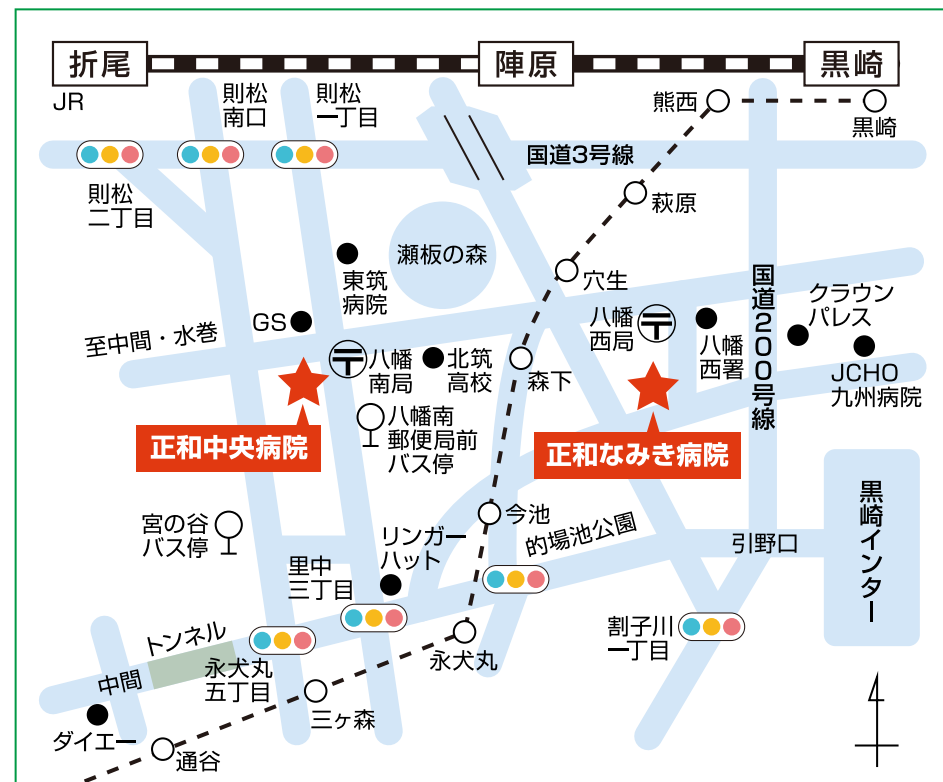 折尾
陣原
黒崎
JR
則松
南口
則松
一丁目
熊西
黒崎
国道3号線
則松
二丁目
萩原
瀬板の森
東筑
病院
穴生
国道200号線
クラウン
パレス
GS
八幡
西局
至中間・水巻
八幡
南局
北筑
高校
森下
八幡
西署
JCHO
九州病院
八幡南
郵便局前
バス停
正和中央病院
正和なみき病院
黒崎インター
宮の谷
バス停
リンガー
ハット
今池
的場池公園
引野口
里中
三丁目
割子川
一丁目
トンネル
永犬丸
中間
永犬丸
五丁目
三ヶ森
ダイエー
通谷